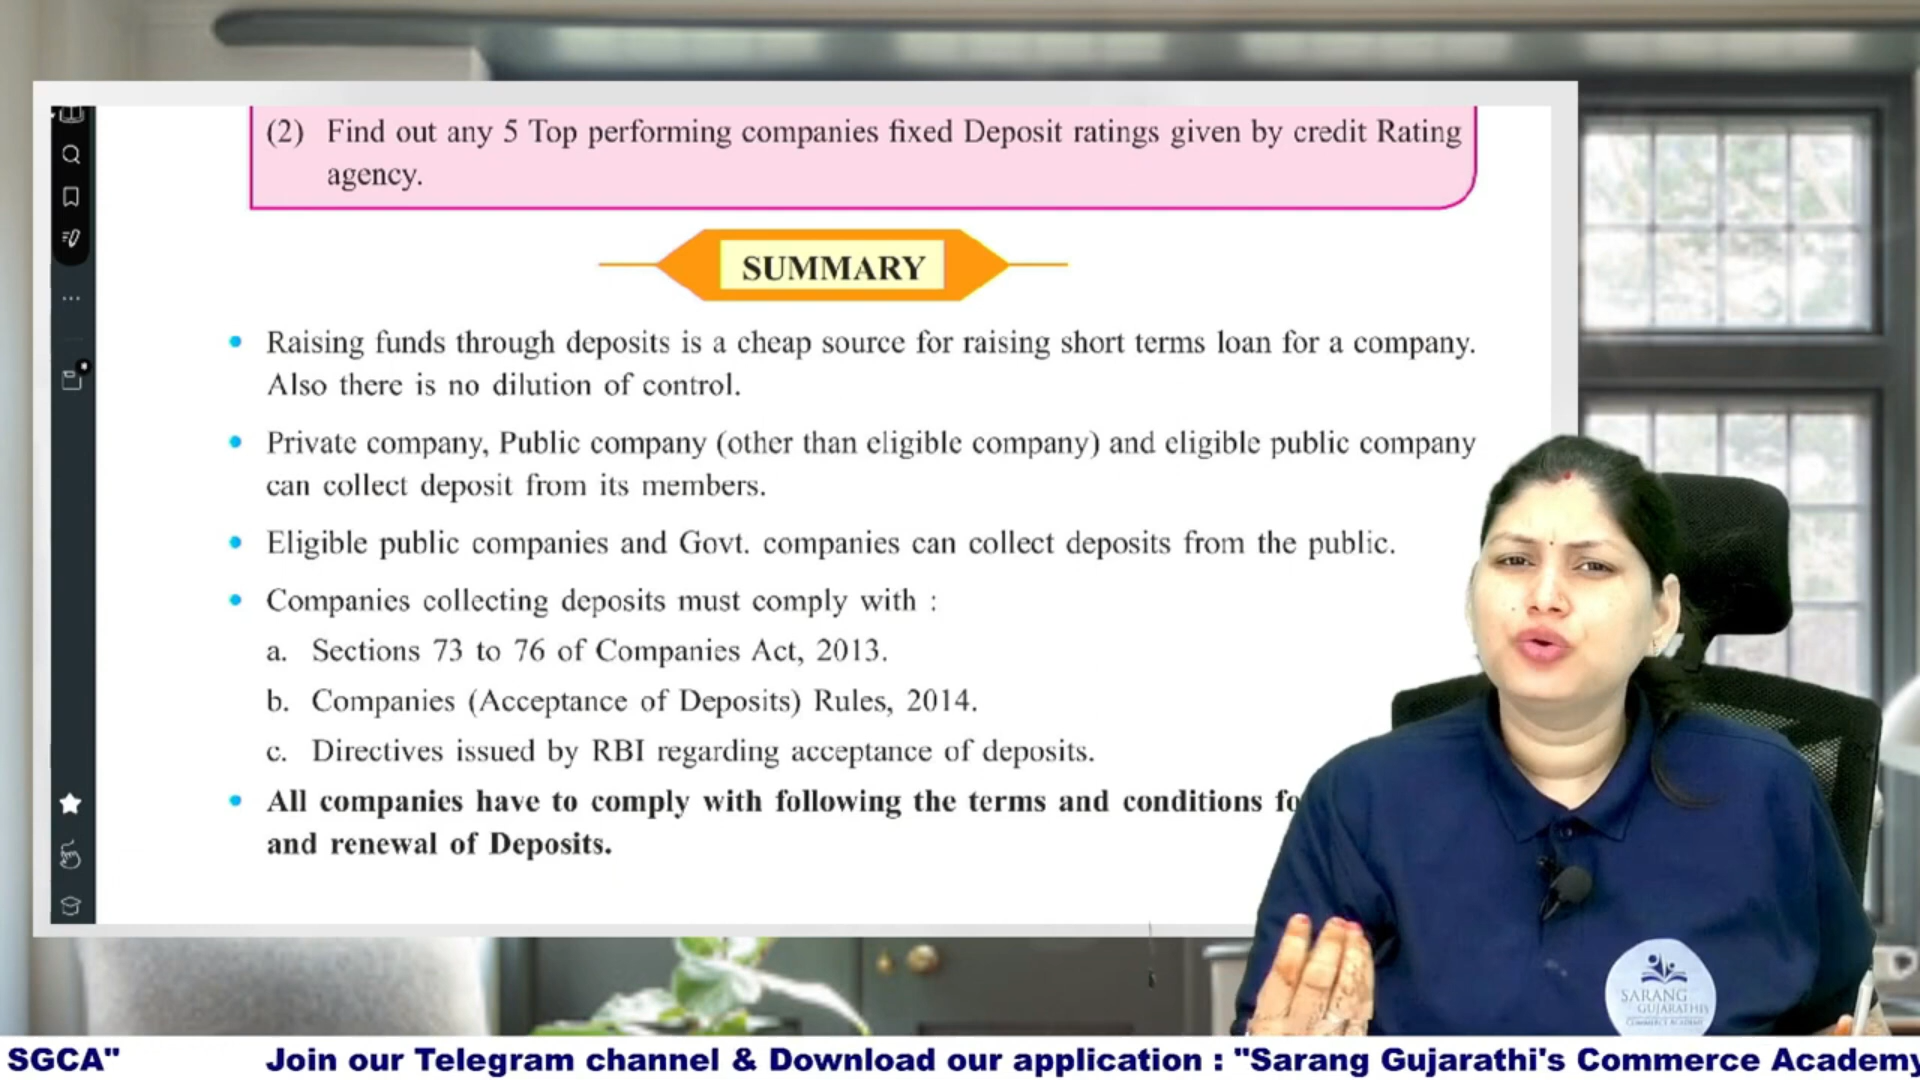 (2) Find out any 5 Top performing companies fixed Deposit ratings given by credit Rating
agency.
SUMMARY
• Raising funds through deposits is a cheap source for raising short terms loan for a company.
Also there is no dilution of control.
• Private company, Public company (other than eligible company) and eligible public company
can collect deposit from its members.
• Eligible public companies and Govt. companies can collect deposits from the public.
• Companies collecting deposits must comply with :
a. Sections 73 to 76 of Companies Act, 2013.
b. Companies (Acceptance of Deposits) Rules, 2014.
c. Directives issued by RBI regarding acceptance of deposits.
• All companies have to comply with following the terms and conditions fo
and renewal of Deposits.
SARANG
GUJARATHI'S
COMMERCE ACADEMY
SGCA" Join our Telegram channel & Download our application : "Sarang Gujarathi's Commerce Academy